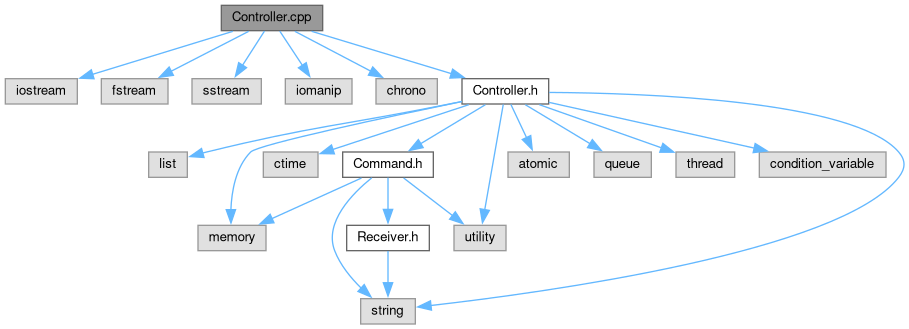 Controller.cpp
iostream
fstream
sstream
iomanip
chrono
Controller.h
list
ctime
Command.h
atomic
queue
thread
condition_variable
memory
Receiver.h
utility
string